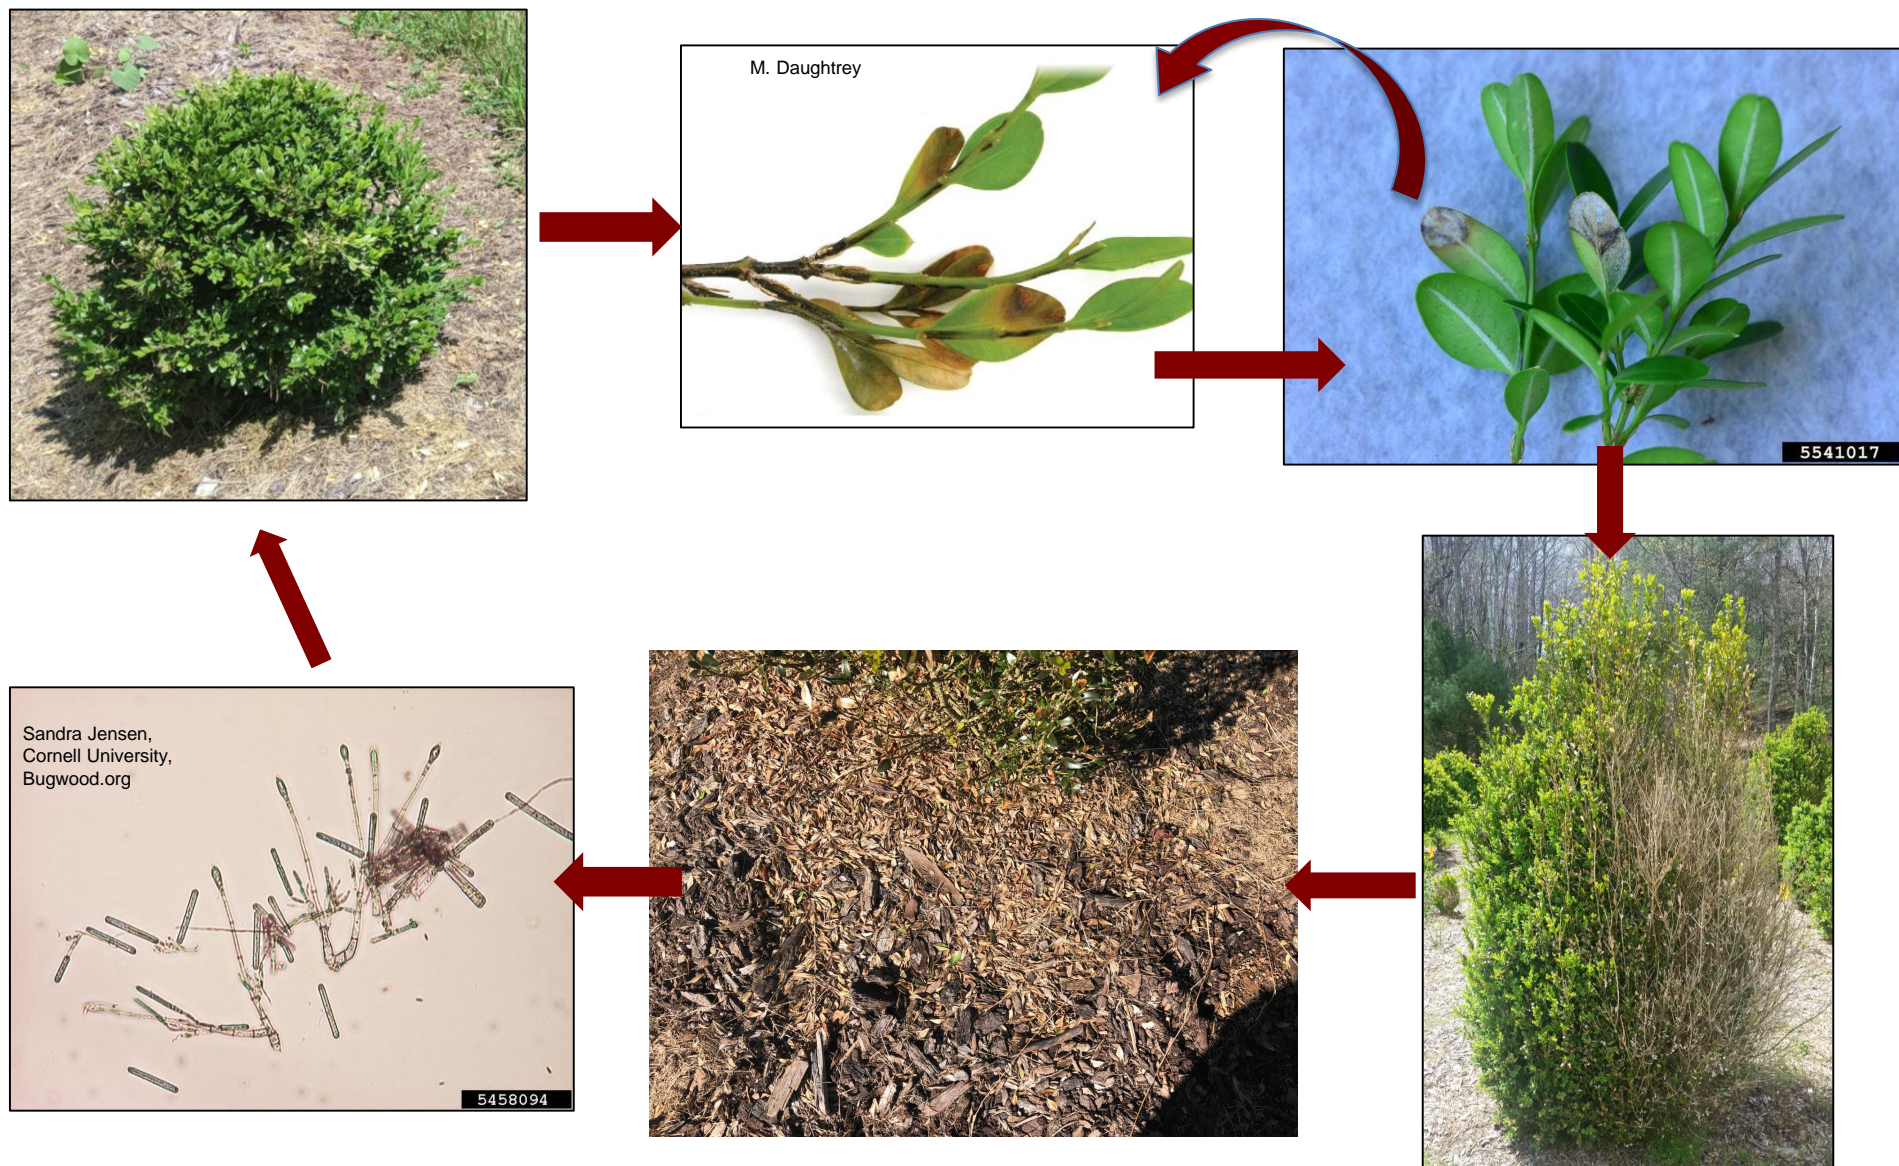 M. Daughtrey
5541017
Sandra Jensen,
Cornell University,
Bugwood.org
5458094